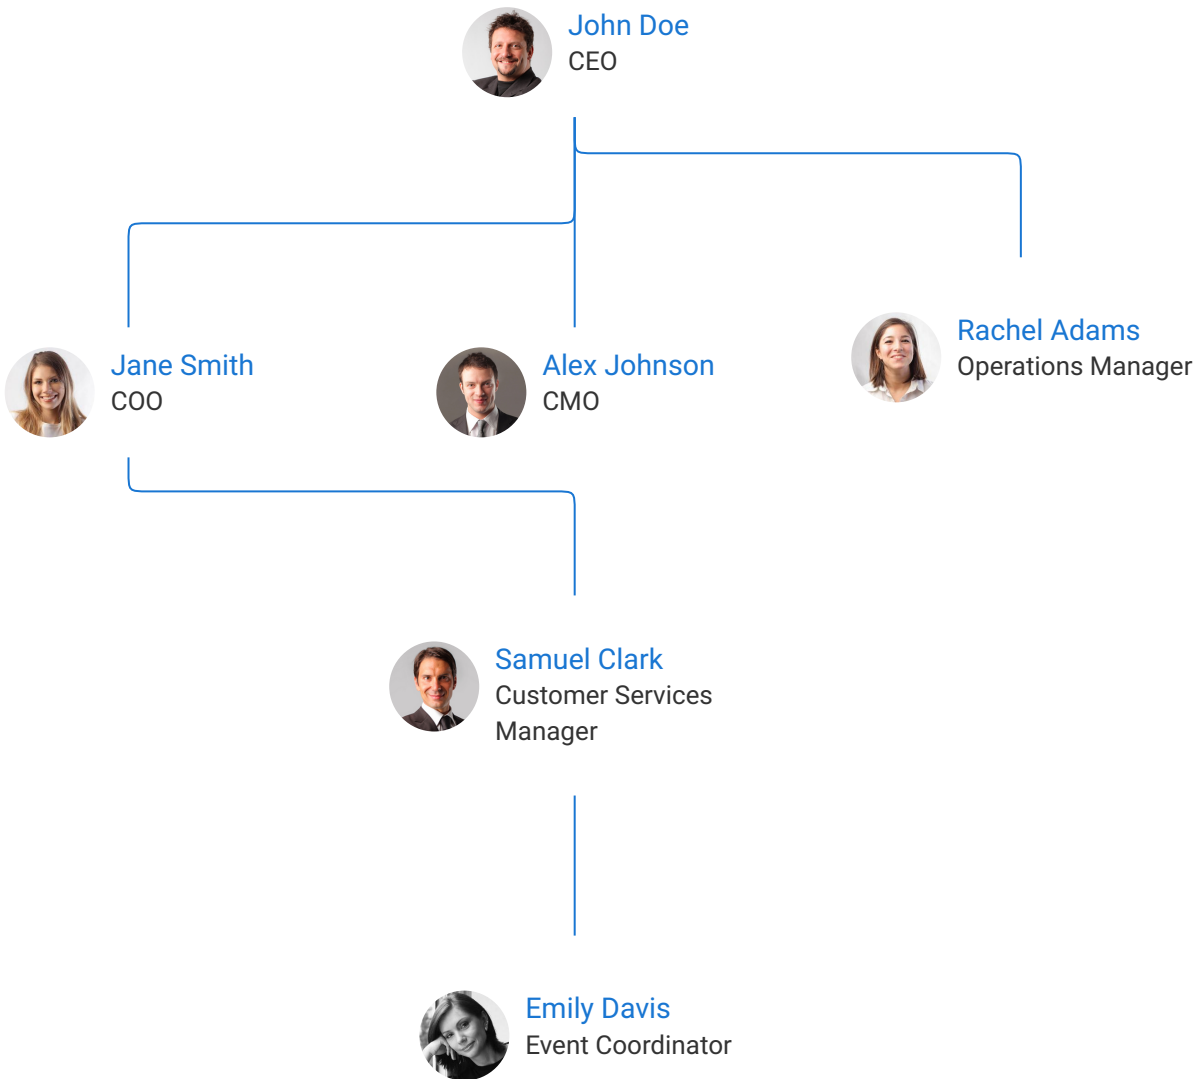 John Doe
CEO
Jane Smith
COO
Alex Johnson
CMO
Rachel Adams
Operations Manager
Samuel Clark
Customer Services
Manager
Emily Davis
Event Coordinator